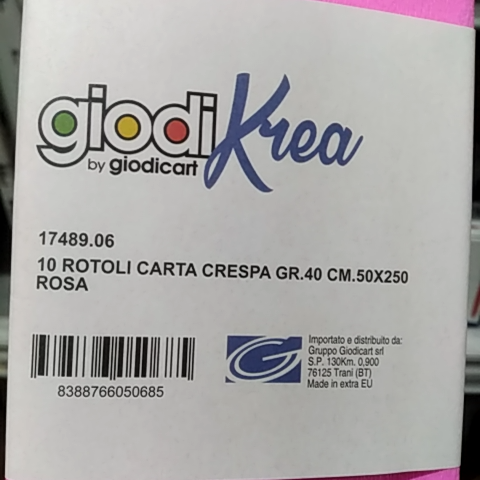 giodi Krea
by giodicart
17489.06
10 ROTOLI CARTA CRESPA GR.40 CM.50X250
ROSA
8388766050685
Importato e distribuito da:
Gruppo Giodicart srl
S.P. 130Km. 0,900
76125 Trani (BT)
Made in extra EU